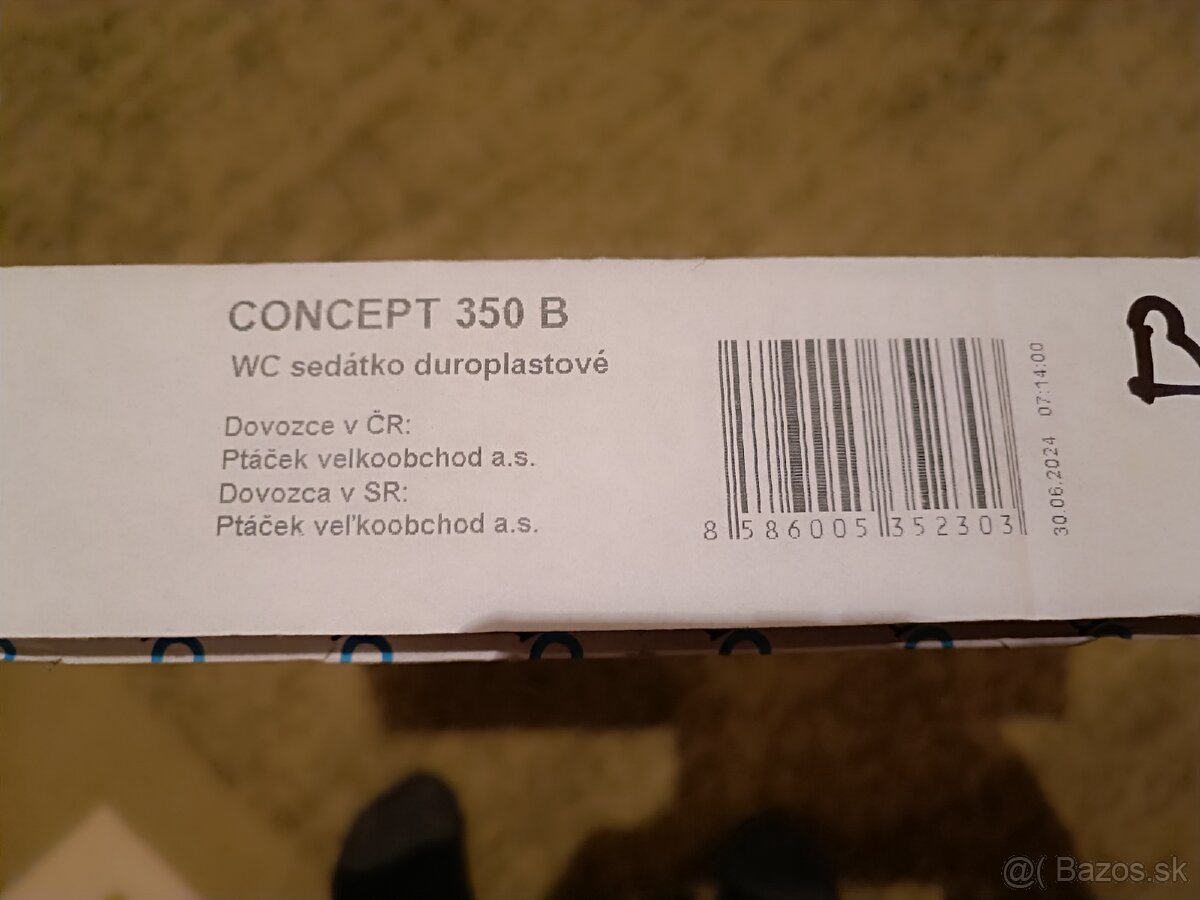 CONCEPT 350 B
WC sedátko duroplastové
Dovozce v ČR:
Ptáček velkoobchod a.s.
Dovozca v SR:
Ptáček veľkoobchod a.s.
8 586005 352303
30.06.2024 07:14:00
@( Bazos.sk